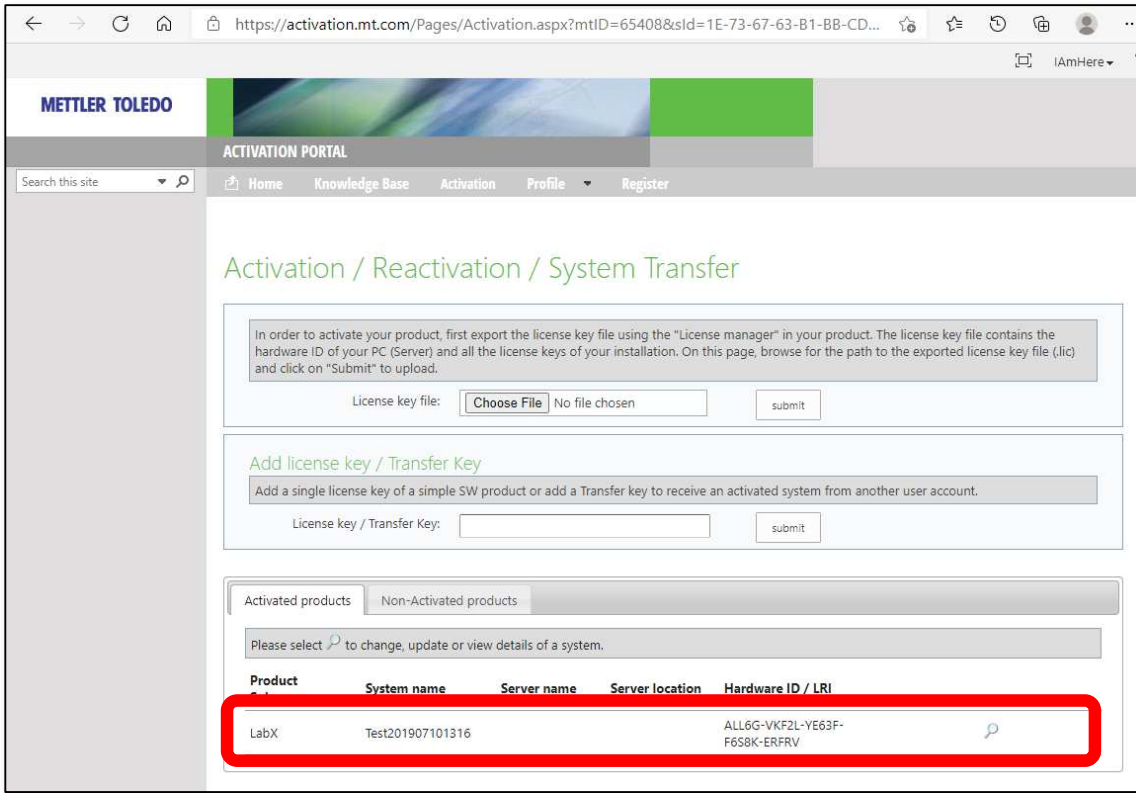 https://activation.mt.com/Pages/Activation.aspx?mtID=65408&sId=1E-73-67-63-B1-BB-CD...
IAmHere
METTLER TOLEDO
ACTIVATION PORTAL
Search this site
Home Knowledge Base Activation Profile Register
Activation / Reactivation / System Transfer
In order to activate your product, first export the license key file using the "License manager" in your product. The license key file contains the
hardware ID of your PC (Server) and all the license keys of your installation. On this page, browse for the path to the exported license key file (.lic)
and click on "Submit" to upload.
License key file: Choose File No file chosen submit
Add license key / Transfer Key
Add a single license key of a simple SW product or add a Transfer key to receive an activated system from another user account.
License key / Transfer Key: submit
Activated products Non-Activated products
Please select to change, update or view details of a system.
Product
System name Server name Server location Hardware ID / LRI
LabX Test201907101316 ALL6G-VKF2L-YE63F-
F6S8K-ERFRV